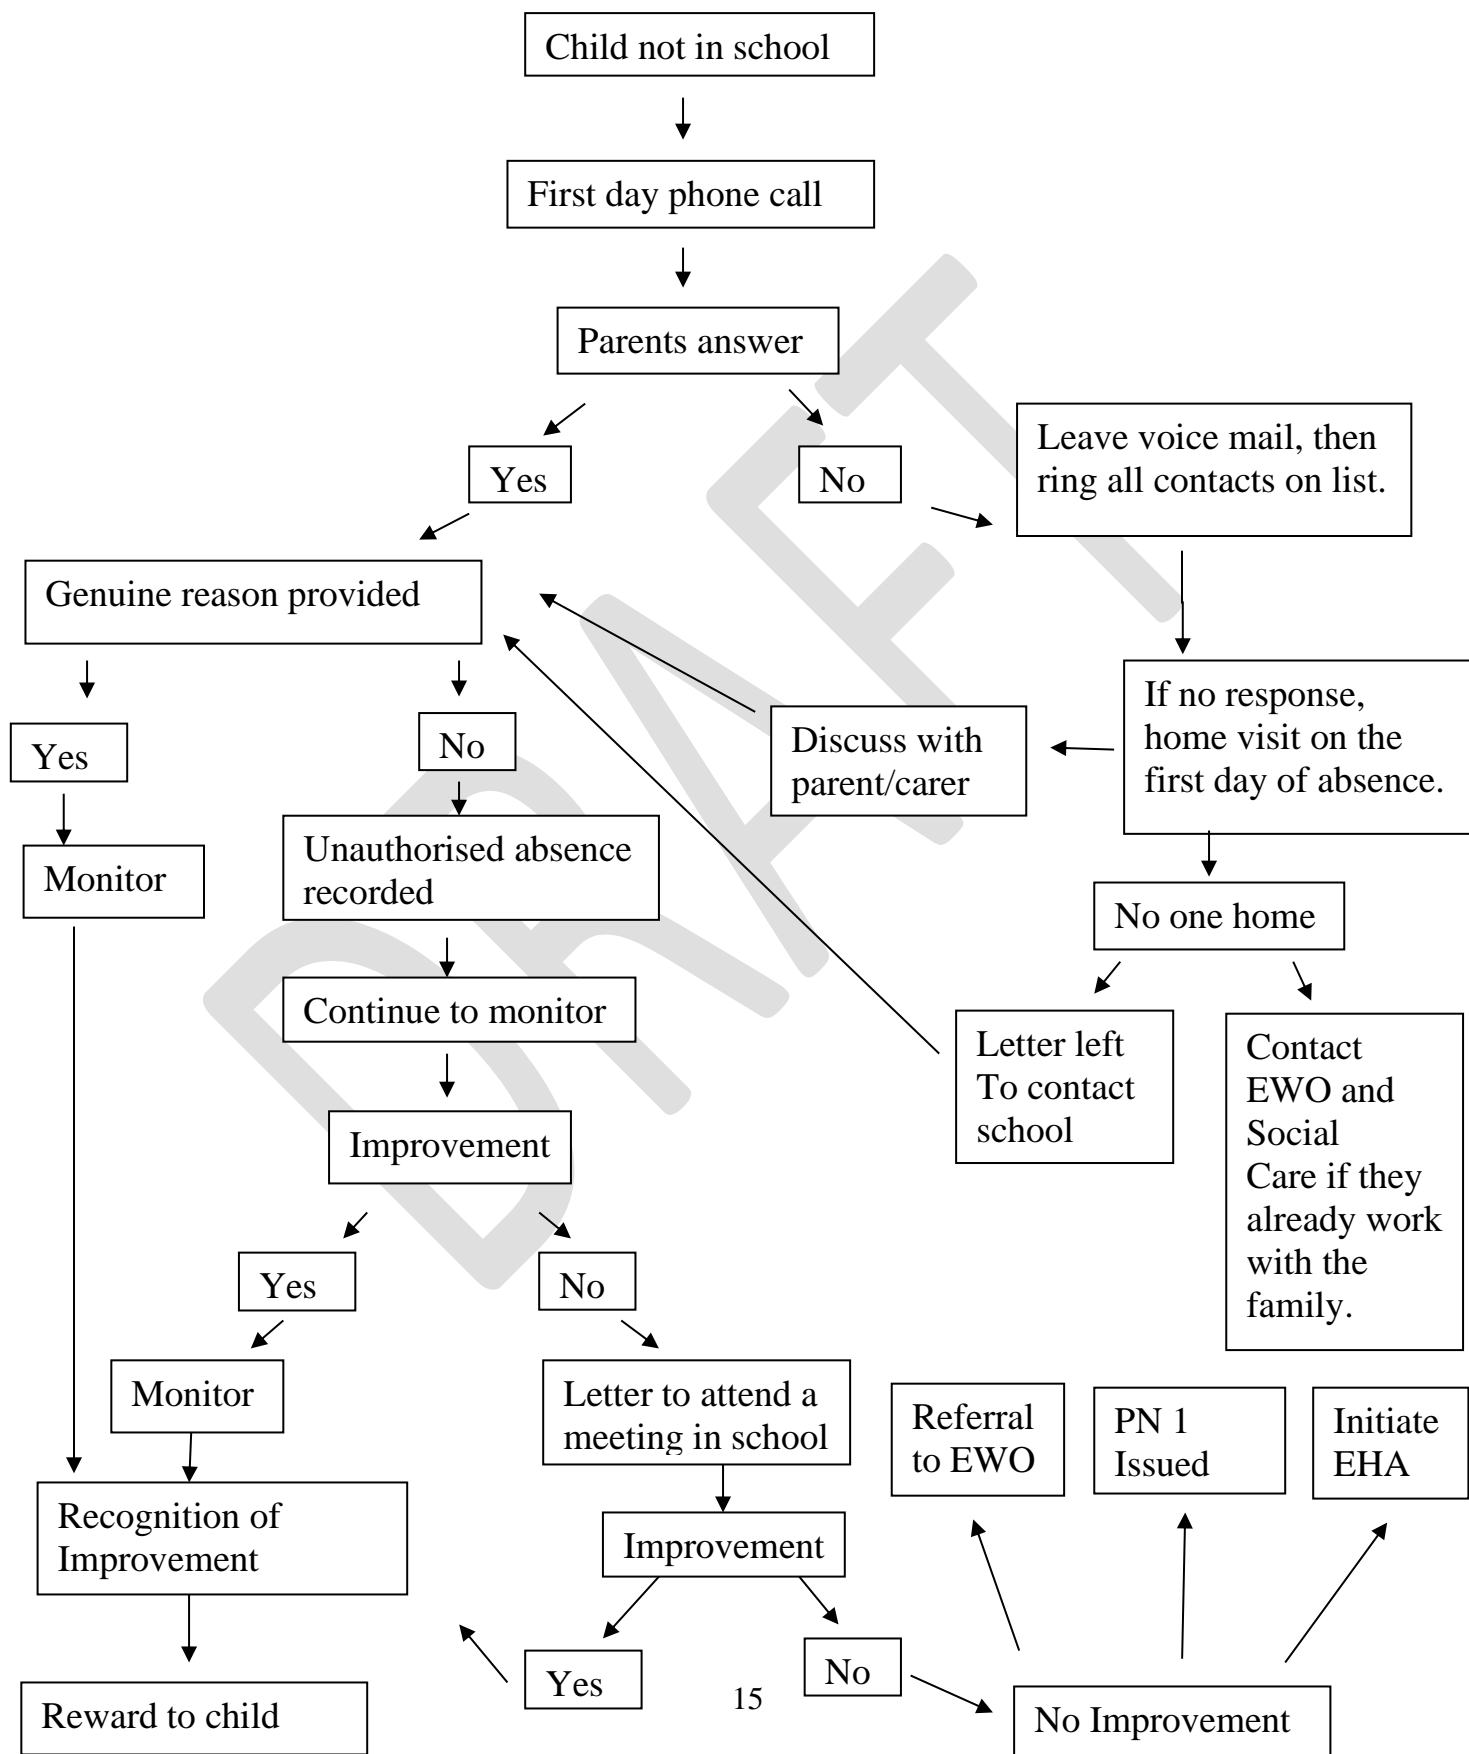 Child not in school
First day phone call
Parents answer
Yes
No
Leave voice mail, then
ring all contacts on list.
Genuine reason provided
Yes
No
Discuss with
parent/carer
If no response,
home visit on the
first day of absence.
Monitor
Unauthorised absence
recorded
No one home
Continue to monitor
Letter left
To contact
school
Contact
EWO and
Social
Care if they
already work
with the
family.
Improvement
Yes
No
Monitor
Letter to attend a
meeting in school
Referral
to EWO
PN 1
Issued
Initiate
EHA
Recognition of
Improvement
Improvement
Yes
No
Reward to child
No Improvement
15
DRAFT